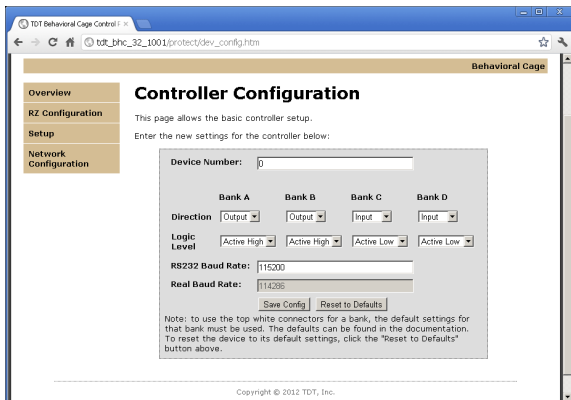 TDT Behavioral Cage Control P
tdt_bhc_32_1001/protect/dev_config.htm
Behavioral Cage
Overview
RZ Configuration
Setup
Network
Configuration
Controller Configuration
This page allows the basic controller setup.
Enter the new settings for the controller below:
Device Number: 0
Bank A Bank B Bank C Bank D
Direction Output Output Input Input
Logic
Level Active High Active High Active Low Active Low
RS232 Baud Rate: 115200
Real Baud Rate: 114286
Save Config Reset to Defaults
Note: to use the top white connectors for a bank, the default settings for
that bank must be used. The defaults can be found in the documentation.
To reset the device to its default settings, click the "Reset to Defaults"
button above.
Copyright © 2012 TDT, Inc.